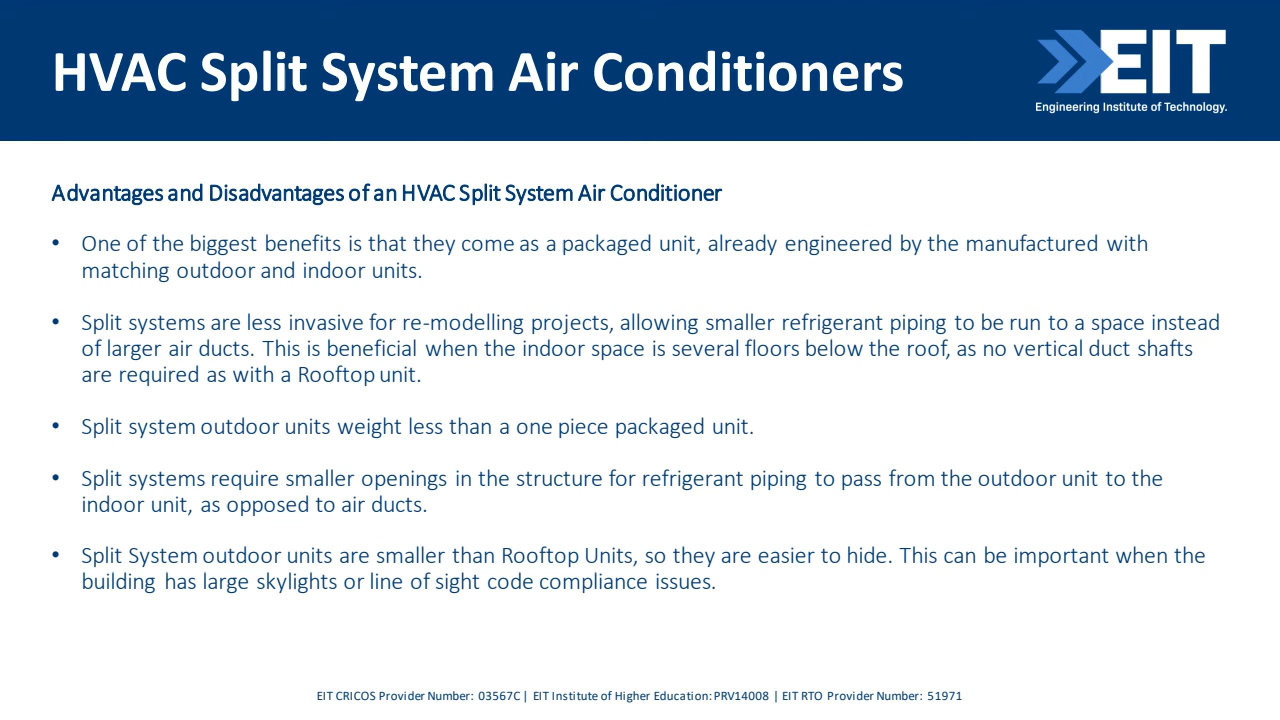 HVAC Split System Air Conditioners
EIT
Engineering Institute of Technology.
Advantages and Disadvantages of an HVAC Split System Air Conditioner
• One of the biggest benefits is that they come as a packaged unit, already engineered by the manufactured with
matching outdoor and indoor units.
• Split systems are less invasive for re-modelling projects, allowing smaller refrigerant piping to be run to a space instead
of larger air ducts. This is beneficial when the indoor space is several floors below the roof, as no vertical duct shafts
are required as with a Rooftop unit.
• Split system outdoor units weight less than a one piece packaged unit.
• Split systems require smaller openings in the structure for refrigerant piping to pass from the outdoor unit to the
indoor unit, as opposed to air ducts.
• Split System outdoor units are smaller than Rooftop Units, so they are easier to hide. This can be important when the
building has large skylights or line of sight code compliance issues.
EIT CRICOS Provider Number: 03567C | EIT Institute of Higher Education: PRV14008 | EIT RTO Provider Number: 51971